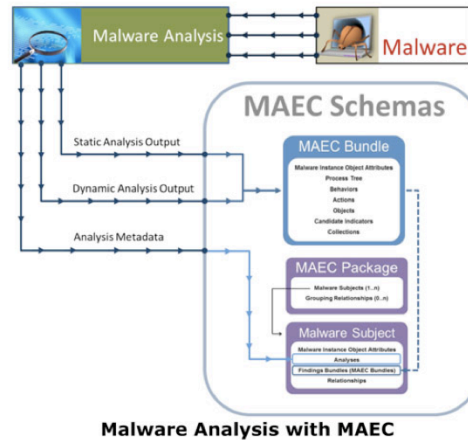 Malware Analysis
Malware
MAEC Schemas
Static Analysis Output
Dynamic Analysis Output
Analysis Metadata
MAEC Bundle
Malware Instance Object Attributes
Process Tree
Behaviors
Actions
Objects
Candidate Indicators
Collections
MAEC Package
Malware Subjects (1..n)
Grouping Relationships (0..n)
Malware Subject
Malware Instance Object Attributes
Analyses
Findings Bundles (MAEC Bundles)
Relationships
Malware Analysis with MAEC